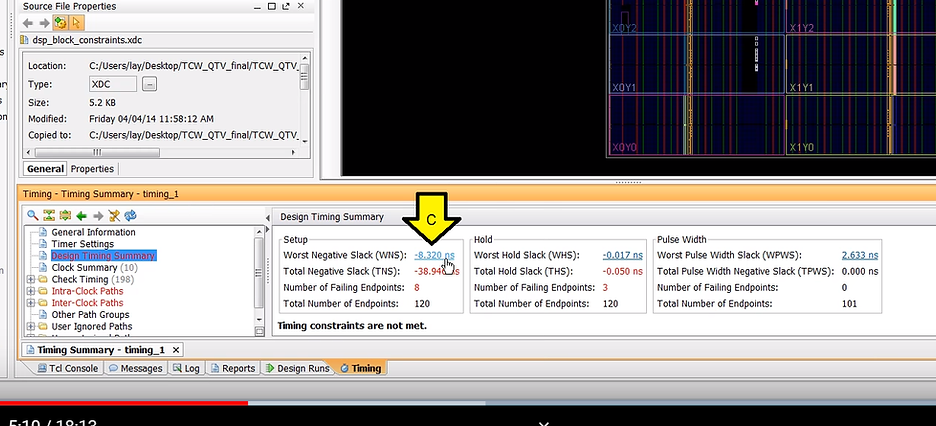 Source File Properties
dsp_block_constraints.xdc
Location: C:/Users/lay/Desktop/TCW_QTV_final/TCW_QTV_
Type: XDC
Size: 5.2 KB
Modified: Friday 04/04/14 11:58:12 AM
Copied to: C:/Users/lay/Desktop/TCW_QTV_final/TCW_QTV_
General Properties
X0Y2 X1Y2
X0Y1 X1Y1
X0Y0 X1Y0
Timing - Timing Summary - timing_1
General Information
Timer Settings
Design Timing Summary
Clock Summary (10)
Check Timing (198)
Intra-Clock Paths
Inter-Clock Paths
Other Path Groups
User Ignored Paths
Design Timing Summary
C
Setup
Worst Negative Slack (WNS): -8.320 ns
Total Negative Slack (TNS): -38.94 s
Number of Failing Endpoints: 8
Total Number of Endpoints: 120
Hold
Worst Hold Slack (WHS): -0.017 ns
Total Hold Slack (THS): -0.050 ns
Number of Failing Endpoints: 3
Total Number of Endpoints: 120
Pulse Width
Worst Pulse Width Slack (WPWS): 2.633 ns
Total Pulse Width Negative Slack (TPWS): 0.000 ns
Number of Failing Endpoints: 0
Total Number of Endpoints: 101
Timing constraints are not met.
Timing Summary - timing_1
Tcl Console Messages Log Reports Design Runs Timing
5:10 / 18:13